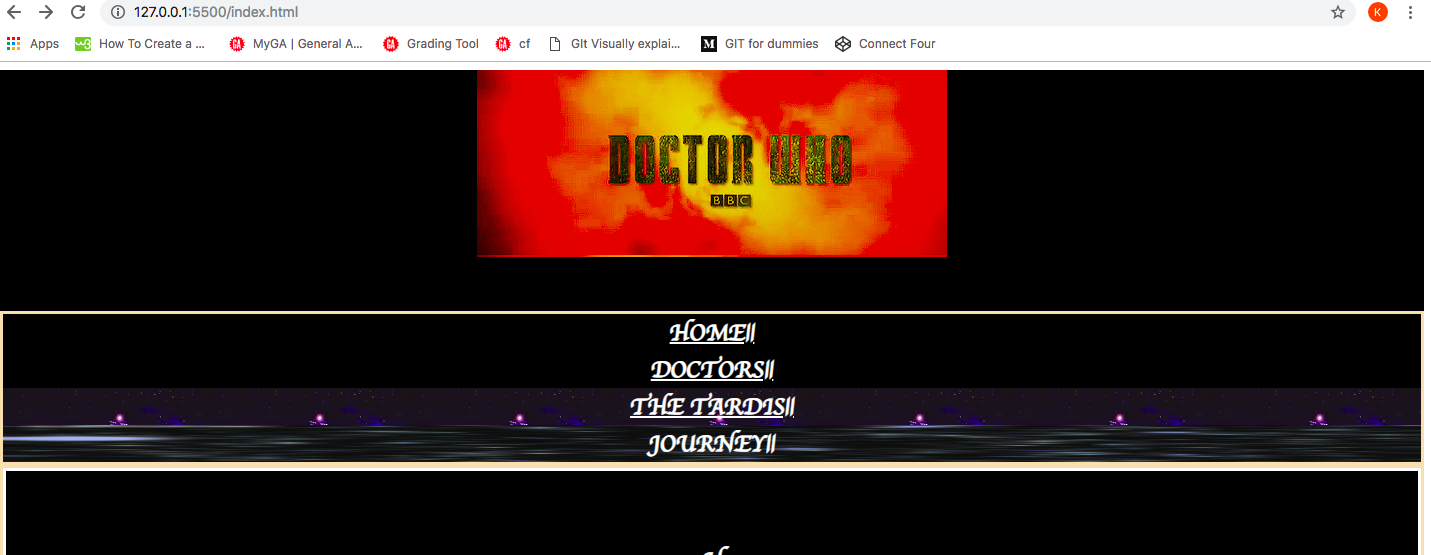 127.0.0.1:5500/index.html
K
Apps
How To Create a ...
MyGA | General A...
Grading Tool
cf
GIt Visually explai...
M
GIT for dummies
Connect Four
DOCTOR WHO
BBC
HOME||
DOCTORS||
THE TARDIS||
JOURNEY||